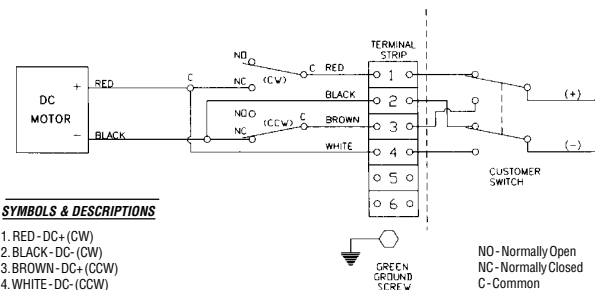 TERMINAL
STRIP
NO
C RED
1
C
NC (CW)
+ RED
(+)
DC
MOTOR
BLACK
2
NO
(CCW) C BROWN
3
NC
- BLACK
WHITE
4
(-)
CUSTOMER
SWITCH
5
6
SYMBOLS & DESCRIPTIONS
1. RED - DC+ (CW)
2. BLACK - DC- (CW)
3. BROWN - DC+ (CCW)
4. WHITE - DC- (CCW)
GREEN
GROUND
SCREW
NO - Normally Open
NC - Normally Closed
C - Common